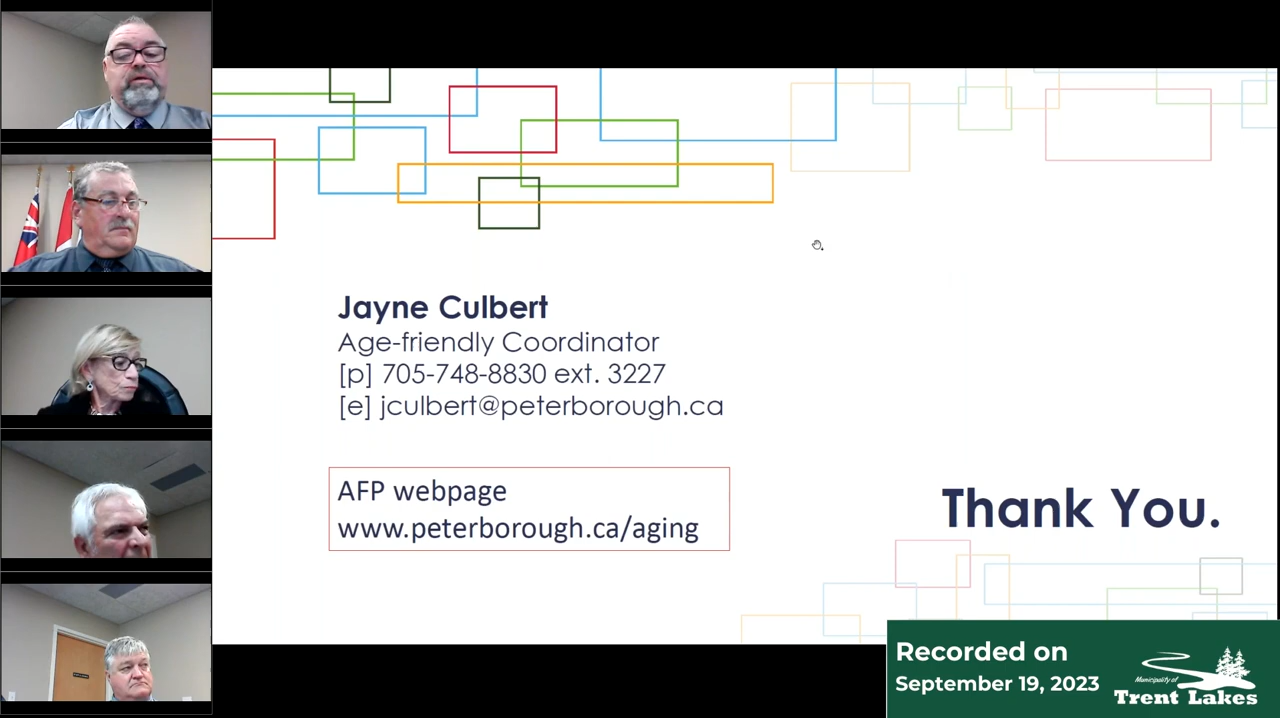 Jayne Culbert
Age-friendly Coordinator
[p] 705-748-8830 ext. 3227
[e] jculbert@peterborough.ca
AFP webpage
www.peterborough.ca/aging
Thank You.
Recorded on
September 19, 2023
Municipality of
Trent Lakes